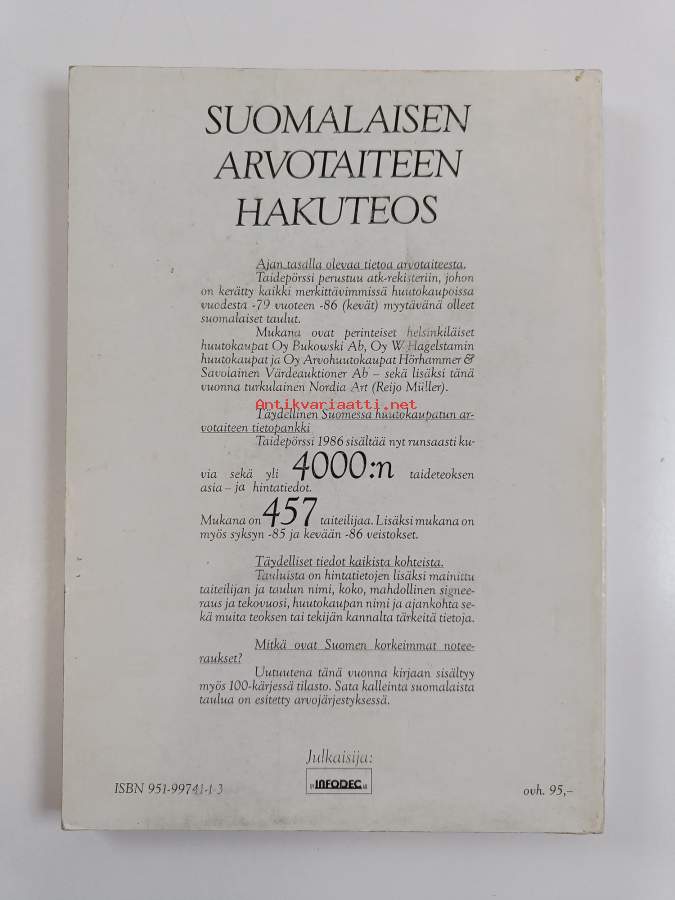 SUOMALAISEN
ARVOTAITEEN
HAKUTEOS
Ajan tasalla olevaa tietoa arvotaiteesta.
Taidepörssi perustuu atk-rekisteriin, johon
on kerätty kaikki merkittävimmissä huutokaupoissa
vuodesta -79 vuoteen -86 (kevät) myytävänä olleet
suomalaiset taulut.
Mukana ovat perinteiset helsinkiläiset
huutokaupat Oy Bukowski Ab, Oy W. Hagelstamin
huutokaupat ja Oy Arvohuutokaupat Hörhammer &
Savolainen Värdeauktioner Ab – sekä lisäksi tänä
vuonna turkulainen Nordia Art (Reijo Müller).
Antikvariaatti.net
Täydellinen Suomessa huutokaupatun ar-
votaiteen tietopankki
Taidepörssi 1986 sisältää nyt runsaasti ku-
via sekä yli 4000:n taideteoksen
asia – ja hintatiedot.
Mukana on 457 taiteilijaa. Lisäksi mukana on
myös syksyn -85 ja kevään -86 veistokset.
Täydelliset tiedot kaikista kohteista.
Tauluista on hintatietojen lisäksi mainittu
taiteilijan ja taulun nimi, koko, mahdollinen signee-
raus ja tekovuosi, huutokaupan nimi ja ajankohta se-
kä muita teoksen tai tekijän kannalta tärkeitä tietoja.
Mitkä ovat Suomen korkeimmat notee-
raukset?
Uutuutena tänä vuonna kirjaan sisältyy
myös 100-kärjessä tilasto. Sata kalleinta suomalaista
taulua on esitetty arvojärjestyksessä.
Julkaisija:
INFODEC
ISBN 951-99741-1-3
ovh. 95,–